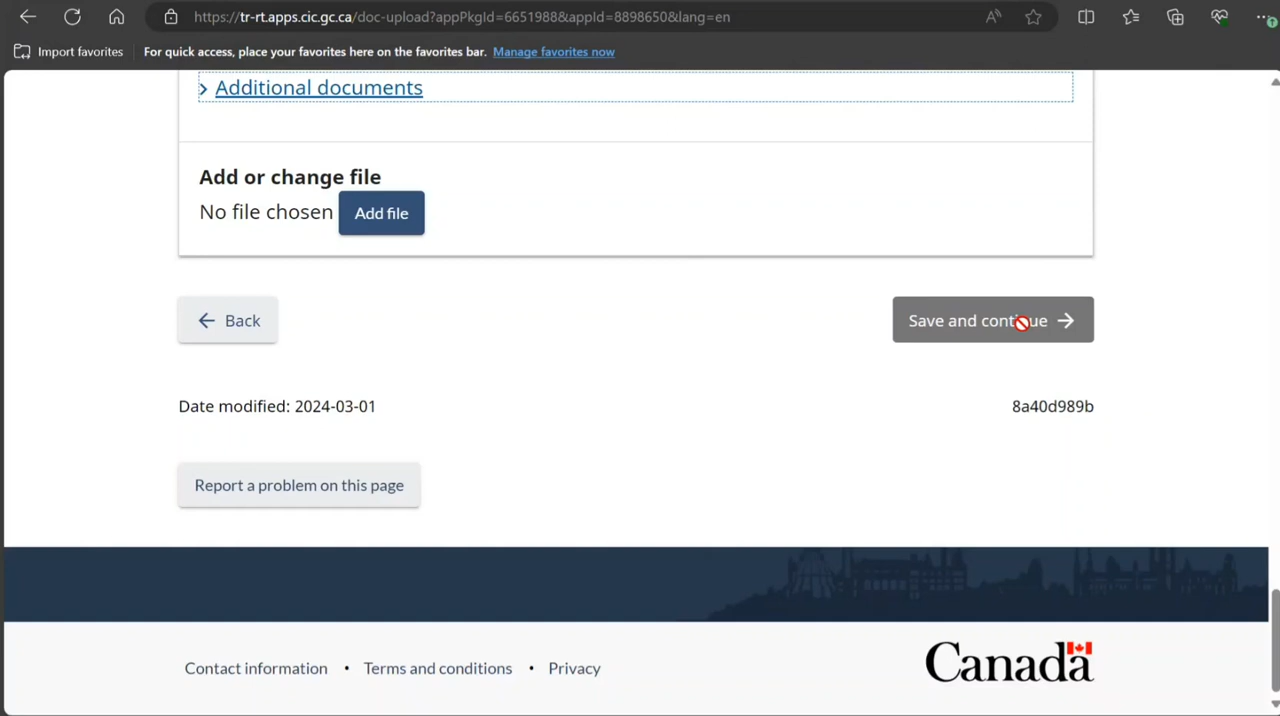 https://tr-rt.apps.cic.gc.ca/doc-upload?appPkgId=6651988&appId=8898650&lang=en
Import favorites
For quick access, place your favorites here on the favorites bar. Manage favorites now
Additional documents
Add or change file
No file chosen Add file
Back
Save and continue
Date modified: 2024-03-01
8a40d989b
Report a problem on this page
Contact information • Terms and conditions • Privacy
Canada